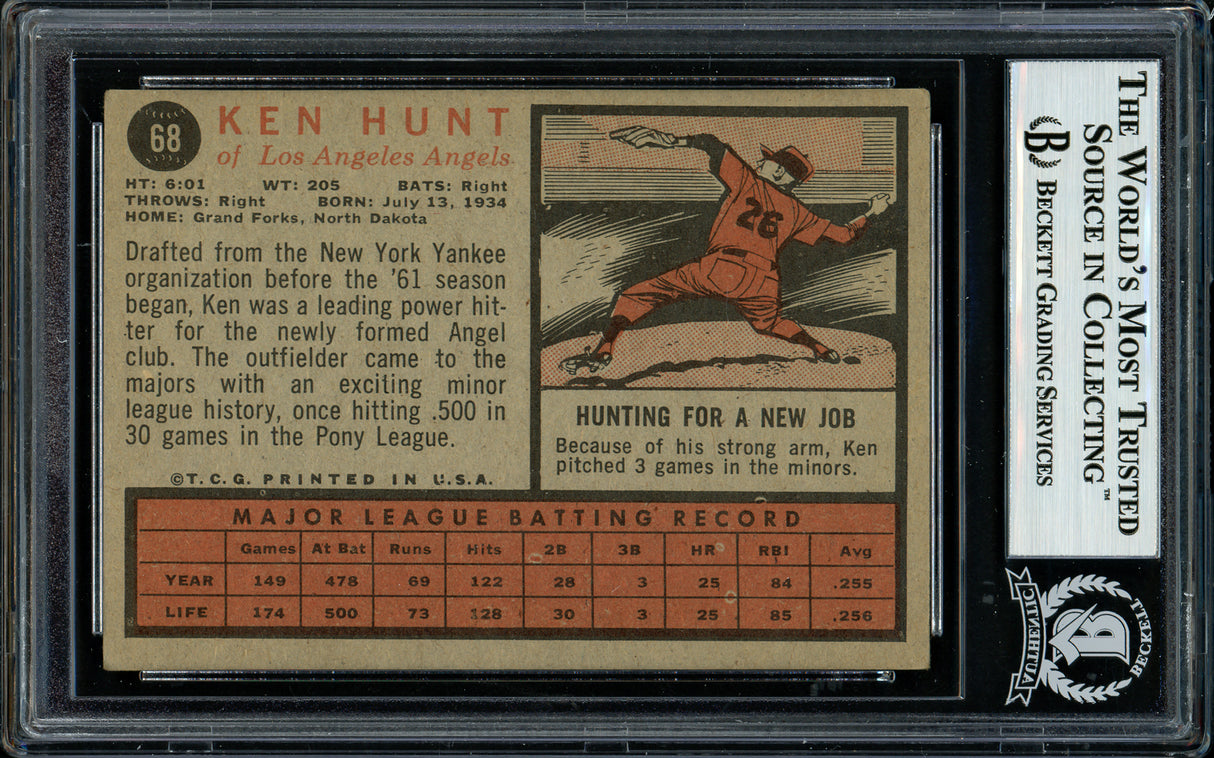 68
KEN HUNT
of Los Angeles Angels
HT: 6:01 WT: 205 BATS: Right
THROWS: Right BORN: July 13, 1934
HOME: Grand Forks, North Dakota
Drafted from the New York Yankee
organization before the '61 season
began, Ken was a leading power hit-
ter for the newly formed Angel
club. The outfielder came to the
majors with an exciting minor
league history, once hitting .500 in
30 games in the Pony League.
©T. C. G. PRINTED IN U.S.A.
26
HUNTING FOR A NEW JOB
Because of his strong arm, Ken
pitched 3 games in the minors.
MAJOR LEAGUE BATTING RECORD
Games At Bat Runs Hits 2B 3B HR RBI Avg
YEAR 149 478 69 122 28 3 25 84 .255
LIFE 174 500 73 128 30 3 25 85 .256
THE WORLD'S MOST TRUSTED
SOURCE IN COLLECTING™
B BECKETT GRADING SERVICES
AUTHENTIC
B
BECKETT